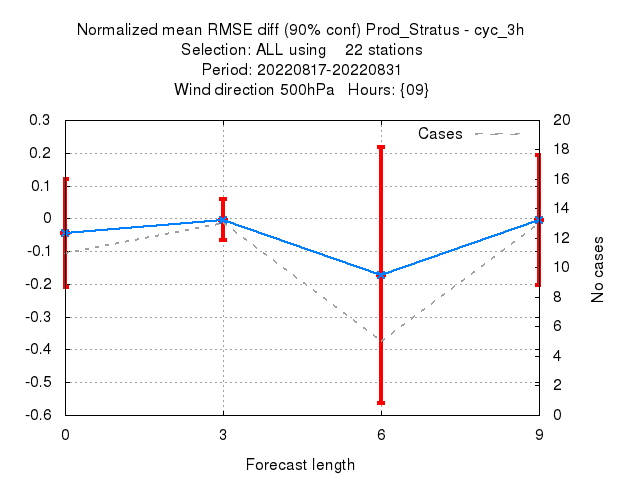 Normalized mean RMSE diff (90% conf) Prod_Stratus - cyc_3h
Selection: ALL using    22 stations
Period: 20220817-20220831
Wind direction 500hPa   Hours: {09}
Cases
0.3
0.2
0.1
0
-0.1
-0.2
-0.3
-0.4
-0.5
-0.6
20
18
16
14
12
10
8
6
4
2
0
No cases
0 3 6 9
Forecast length